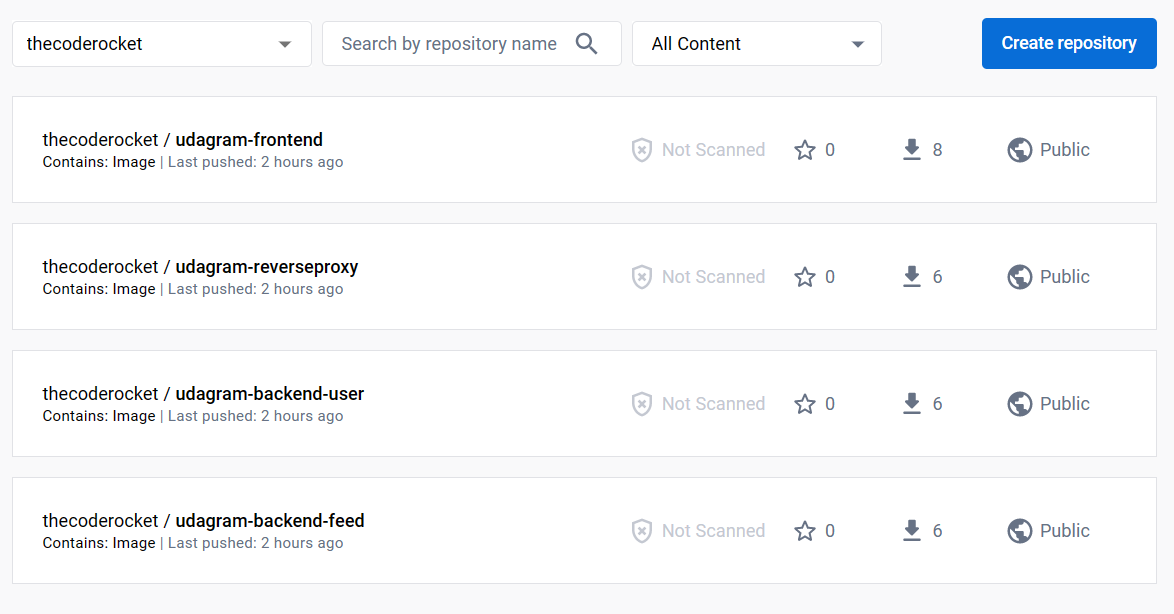 thecoderocket Search by repository name All Content Create repository
thecoderocket / udagram-frontend
Contains: Image | Last pushed: 2 hours ago
Not Scanned 0 8 Public
thecoderocket / udagram-reverseproxy
Contains: Image | Last pushed: 2 hours ago
Not Scanned 0 6 Public
thecoderocket / udagram-backend-user
Contains: Image | Last pushed: 2 hours ago
Not Scanned 0 6 Public
thecoderocket / udagram-backend-feed
Contains: Image | Last pushed: 2 hours ago
Not Scanned 0 6 Public